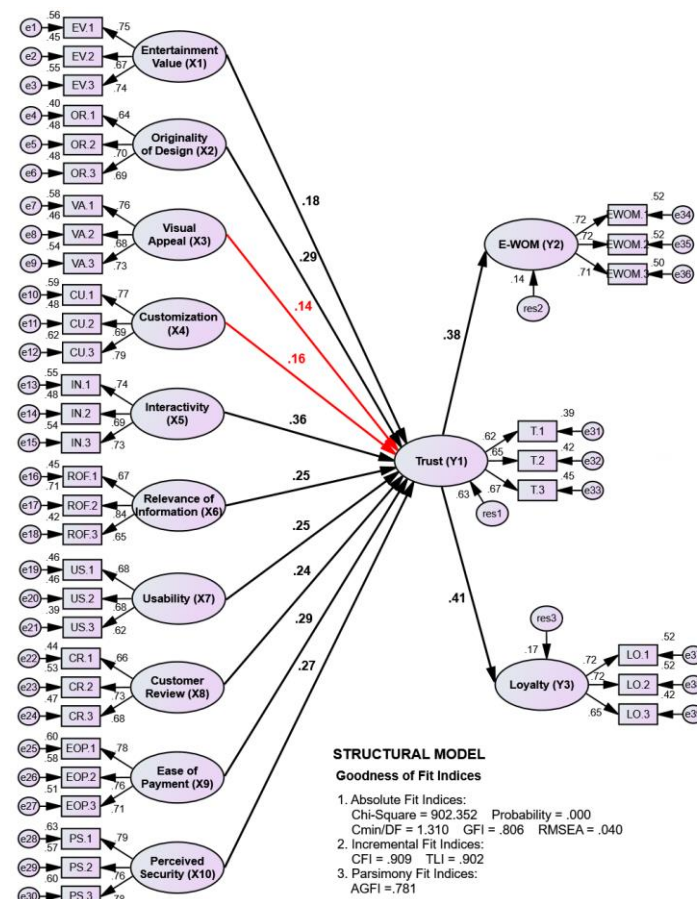 .56
e1 EV.1 .75
.45
e2 EV.2 .67
.55
e3 EV.3 .74
Entertainment
Value (X1)
.40
e4 OR.1 .64
.48
e5 OR.2 .70
.48
e6 OR.3 .69
Originality
of Design (X2)
.58
e7 VA.1 .76
.46
e8 VA.2 .68
.54
e9 VA.3 .73
Visual
Appeal (X3)
.59
e10 CU.1 .77
.48
e11 CU.2 .69
.62
e12 CU.3 .79
Customization
(X4)
.55
e13 IN.1 .74
.48
e14 IN.2 .69
.54
e15 IN.3 .73
Interactivity
(X5)
.45
e16 ROF.1 .67
.71
e17 ROF.2 .84
.42
e18 ROF.3 .65
Relevance of
Information (X6)
.46
e19 US.1 .68
.46
e20 US.2 .68
.39
e21 US.3 .62
Usability (X7)
.44
e22 CR.1 .66
.53
e23 CR.2 .73
.47
e24 CR.3 .68
Customer
Review (X8)
.60
e25 EOP.1 .78
.58
e26 EOP.2 .76
.51
e27 EOP.3 .71
Ease of
Payment (X9)
.63
e28 PS.1 .79
.57
e29 PS.2 .76
.60
e30 PS.3 .78
Perceived
Security (X10)
.18
.29
.14
.16
.36
.25
.25
.24
.29
.27
Trust (Y1)
.63
res1
.62 T.1 .39 e31
.65 T.2 .42 e32
.67 T.3 .45 e33
.38
E-WOM (Y2)
.14
res2
.72 EWOM.1 .52 e34
.72 EWOM.2 .52 e35
.71 EWOM.3 .50 e36
.41
res3
.17
Loyalty (Y3)
.72 LO.1 .52
.72 LO.2 .52
.65 LO.3 .42
STRUCTURAL MODEL
Goodness of Fit Indices
1. Absolute Fit Indices:
Chi-Square = 902.352 Probability = .000
Cmin/DF = 1.310 GFI = .806 RMSEA = .040
2. Incremental Fit Indices:
CFI = .909 TLI = .902
3. Parsimony Fit Indices:
AGFI =.781